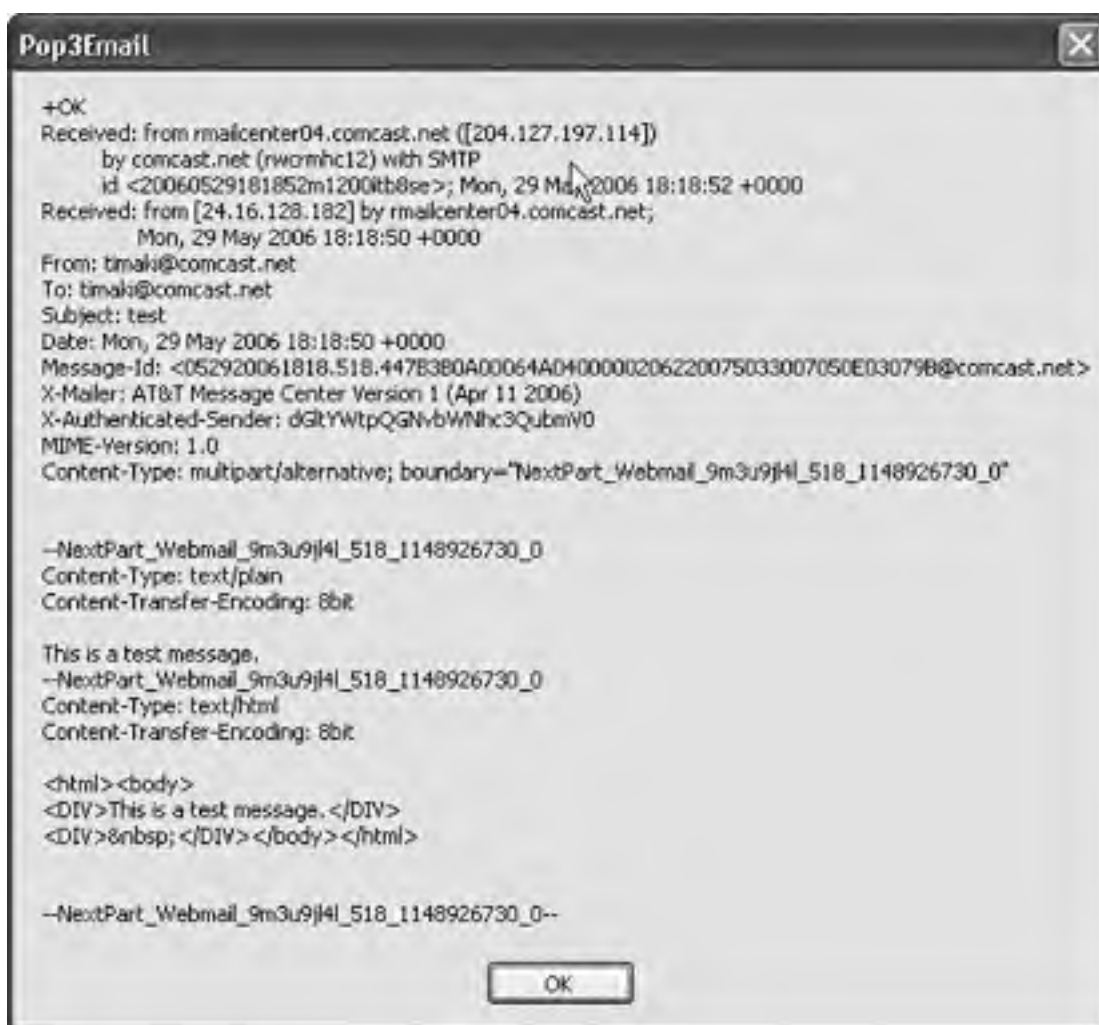 Pop3Email
+OK
Received: from rmailcenter04.comcast.net ([204.127.197.114])
by comcast.net (rwcrmhc12) with SMTP
id <20060529181852m1200itb8se>; Mon, 29 May 2006 18:18:52 +0000
Received: from [24.16.128.182] by rmailcenter04.comcast.net;
Mon, 29 May 2006 18:18:50 +0000
From: timaki@comcast.net
To: timaki@comcast.net
Subject: test
Date: Mon, 29 May 2006 18:18:50 +0000
Message-Id: <052920061818.518.447B3B0A00064A0400000206220075033007050E03079B@comcast.net>
X-Mailer: AT&T Message Center Version 1 (Apr 11 2006)
X-Authenticated-Sender: dGltYWtpQGNvbWNhc3QubmV0
MIME-Version: 1.0
Content-Type: multipart/alternative; boundary="NextPart_Webmail_9m3u9jl4l_518_1148926730_0"
--NextPart_Webmail_9m3u9jl4l_518_1148926730_0
Content-Type: text/plain
Content-Transfer-Encoding: 8bit
This is a test message.
--NextPart_Webmail_9m3u9jl4l_518_1148926730_0
Content-Type: text/html
Content-Transfer-Encoding: 8bit
<html><body>
<DIV>This is a test message.</DIV>
<DIV>&nbsp;</DIV></body></html>
--NextPart_Webmail_9m3u9jl4l_518_1148926730_0--
OK